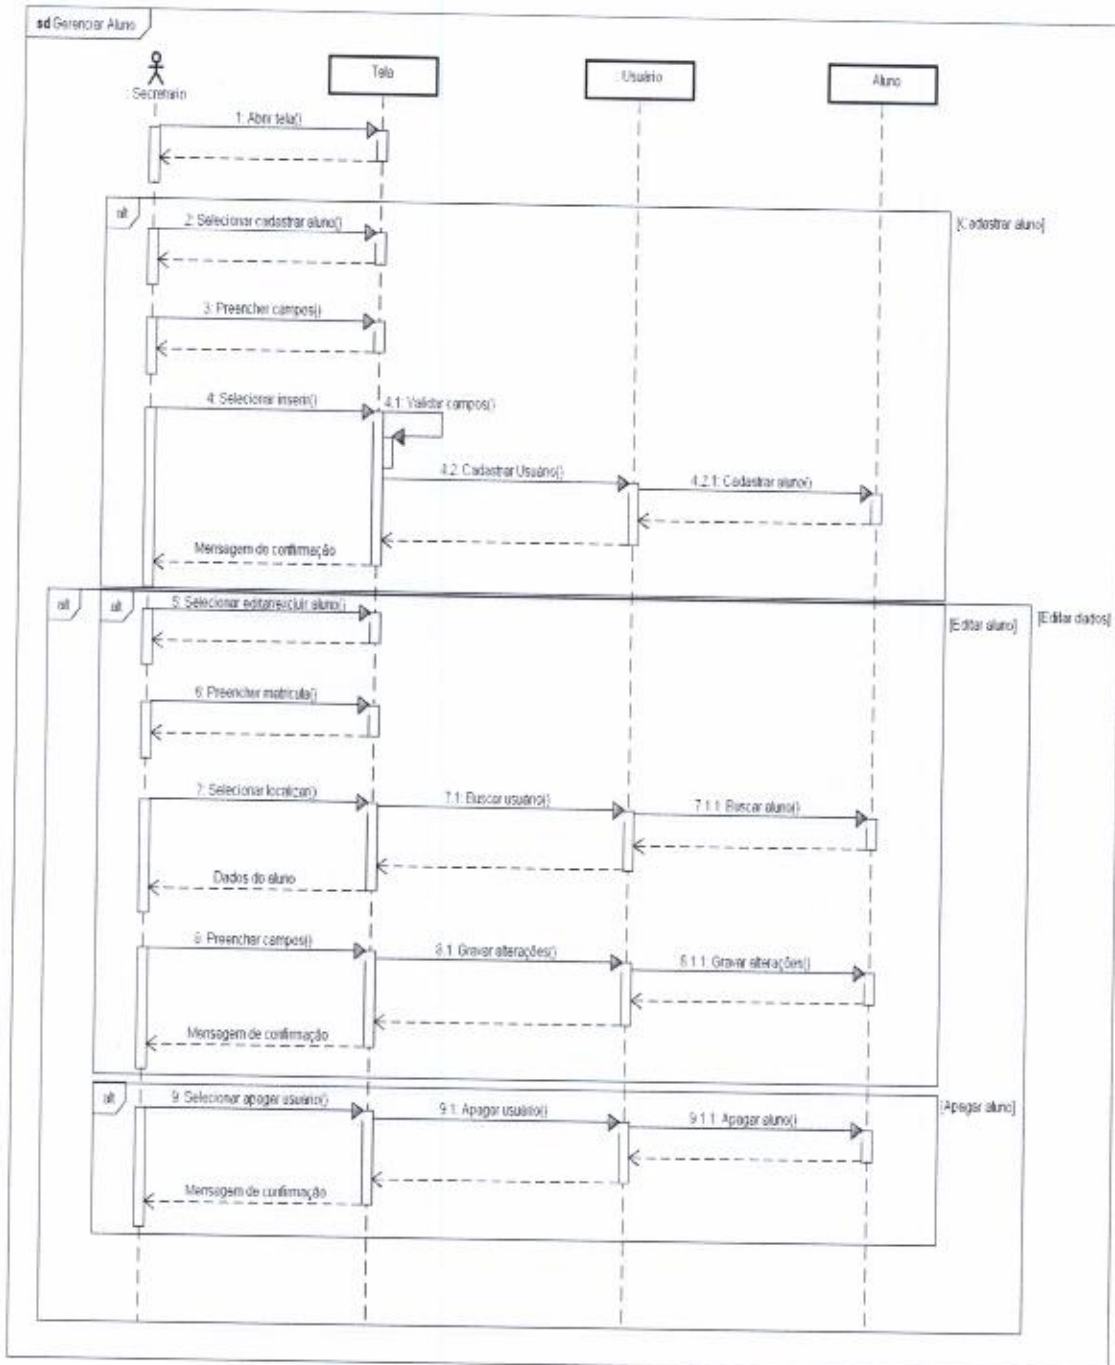 sd Gerenciar Aluno
: Secretario
Tela
Usuário
Aluno
1: Abrir tela()
alt
[Cadastrar aluno]
2: Selecionar cadastrar aluno()
3: Preencher campos()
4: Selecionar inserir()
4.1: Validar campos()
4.2: Cadastrar Usuário()
4.2.1: Cadastrar aluno()
Mensagem de confirmação
alt
alt
[Editar aluno]
[Editar dados]
5: Selecionar editar/excluir aluno()
6: Preencher matricula()
7: Selecionar localizar()
7.1: Buscar usuário()
7.1.1: Buscar aluno()
Dados do aluno
8: Preencher campos()
8.1: Gravar alterações()
8.1.1: Gravar alterações()
Mensagem de confirmação
alt
[Apagar aluno]
9: Selecionar apagar usuário()
9.1: Apagar usuário()
9.1.1: Apagar aluno()
Mensagem de confirmação